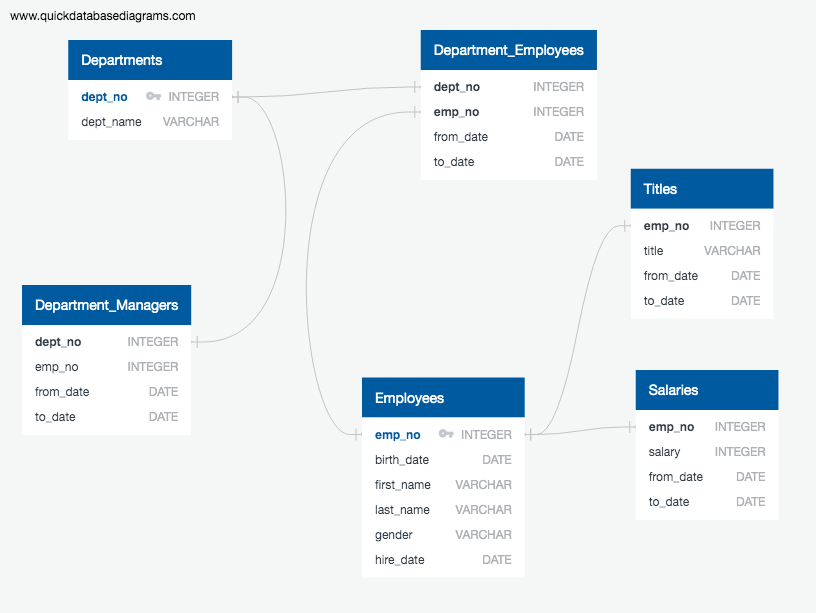 www.quickdatabasediagrams.com
Departments
dept_no INTEGER
dept_name VARCHAR
Department_Employees
dept_no INTEGER
emp_no INTEGER
from_date DATE
to_date DATE
Titles
emp_no INTEGER
title VARCHAR
from_date DATE
to_date DATE
Department_Managers
dept_no INTEGER
emp_no INTEGER
from_date DATE
to_date DATE
Employees
emp_no INTEGER
birth_date DATE
first_name VARCHAR
last_name VARCHAR
gender VARCHAR
hire_date DATE
Salaries
emp_no INTEGER
salary INTEGER
from_date DATE
to_date DATE